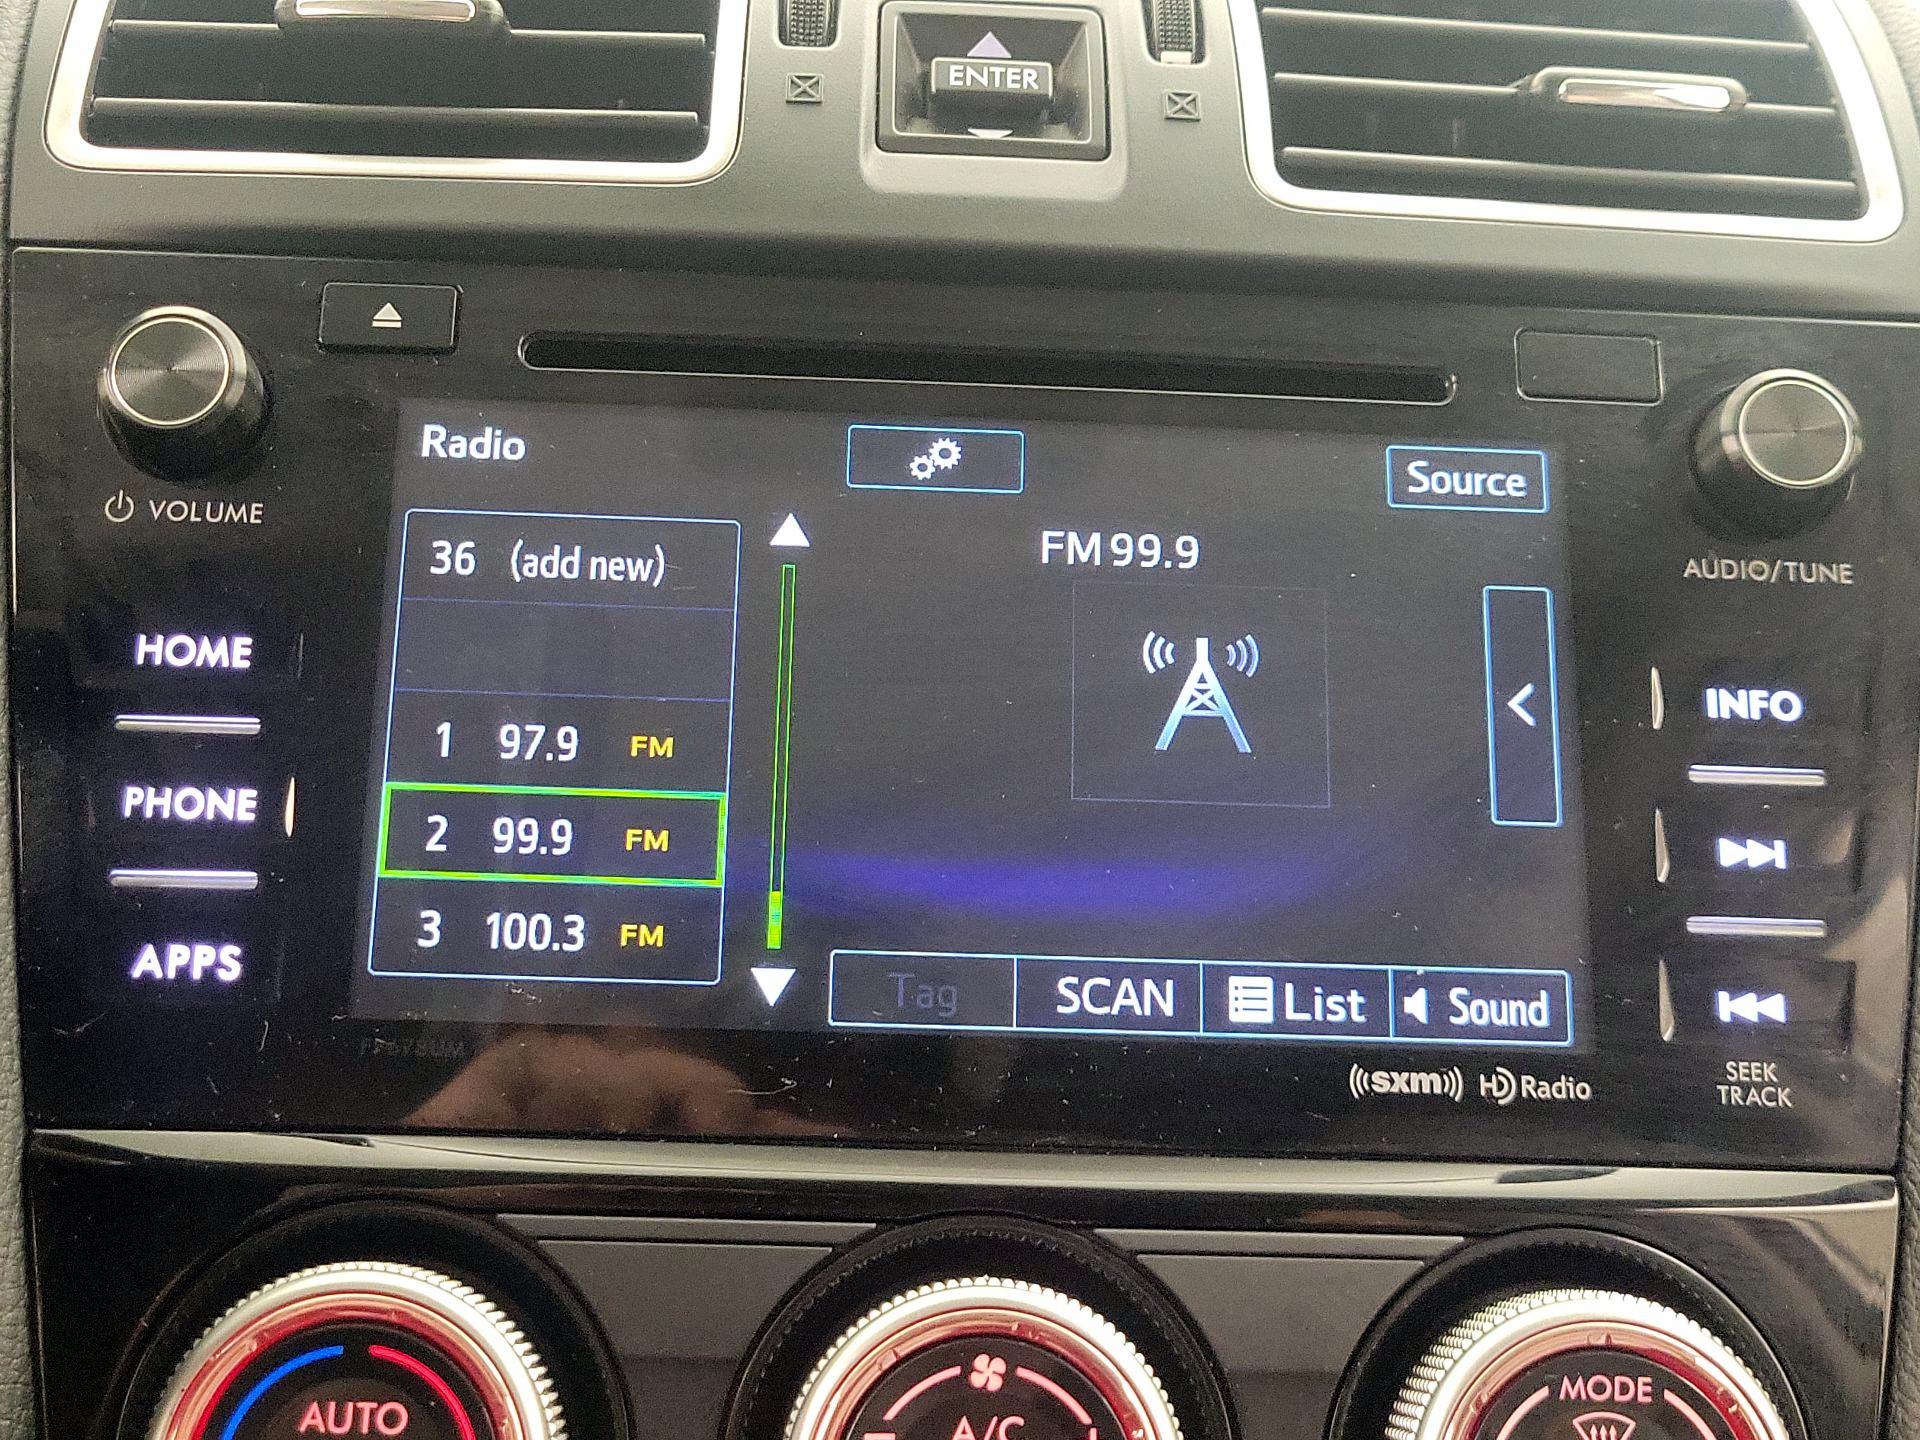 ENTER
VOLUME
AUDIO/TUNE
HOME
PHONE
APPS
Radio
Source
36 (add new)
1 97.9 FM
2 99.9 FM
3 100.3 FM
FM 99.9
Tag
SCAN
List
Sound
INFO
SEEK
TRACK
((sxm)) HD Radio
AUTO
A/C
MODE